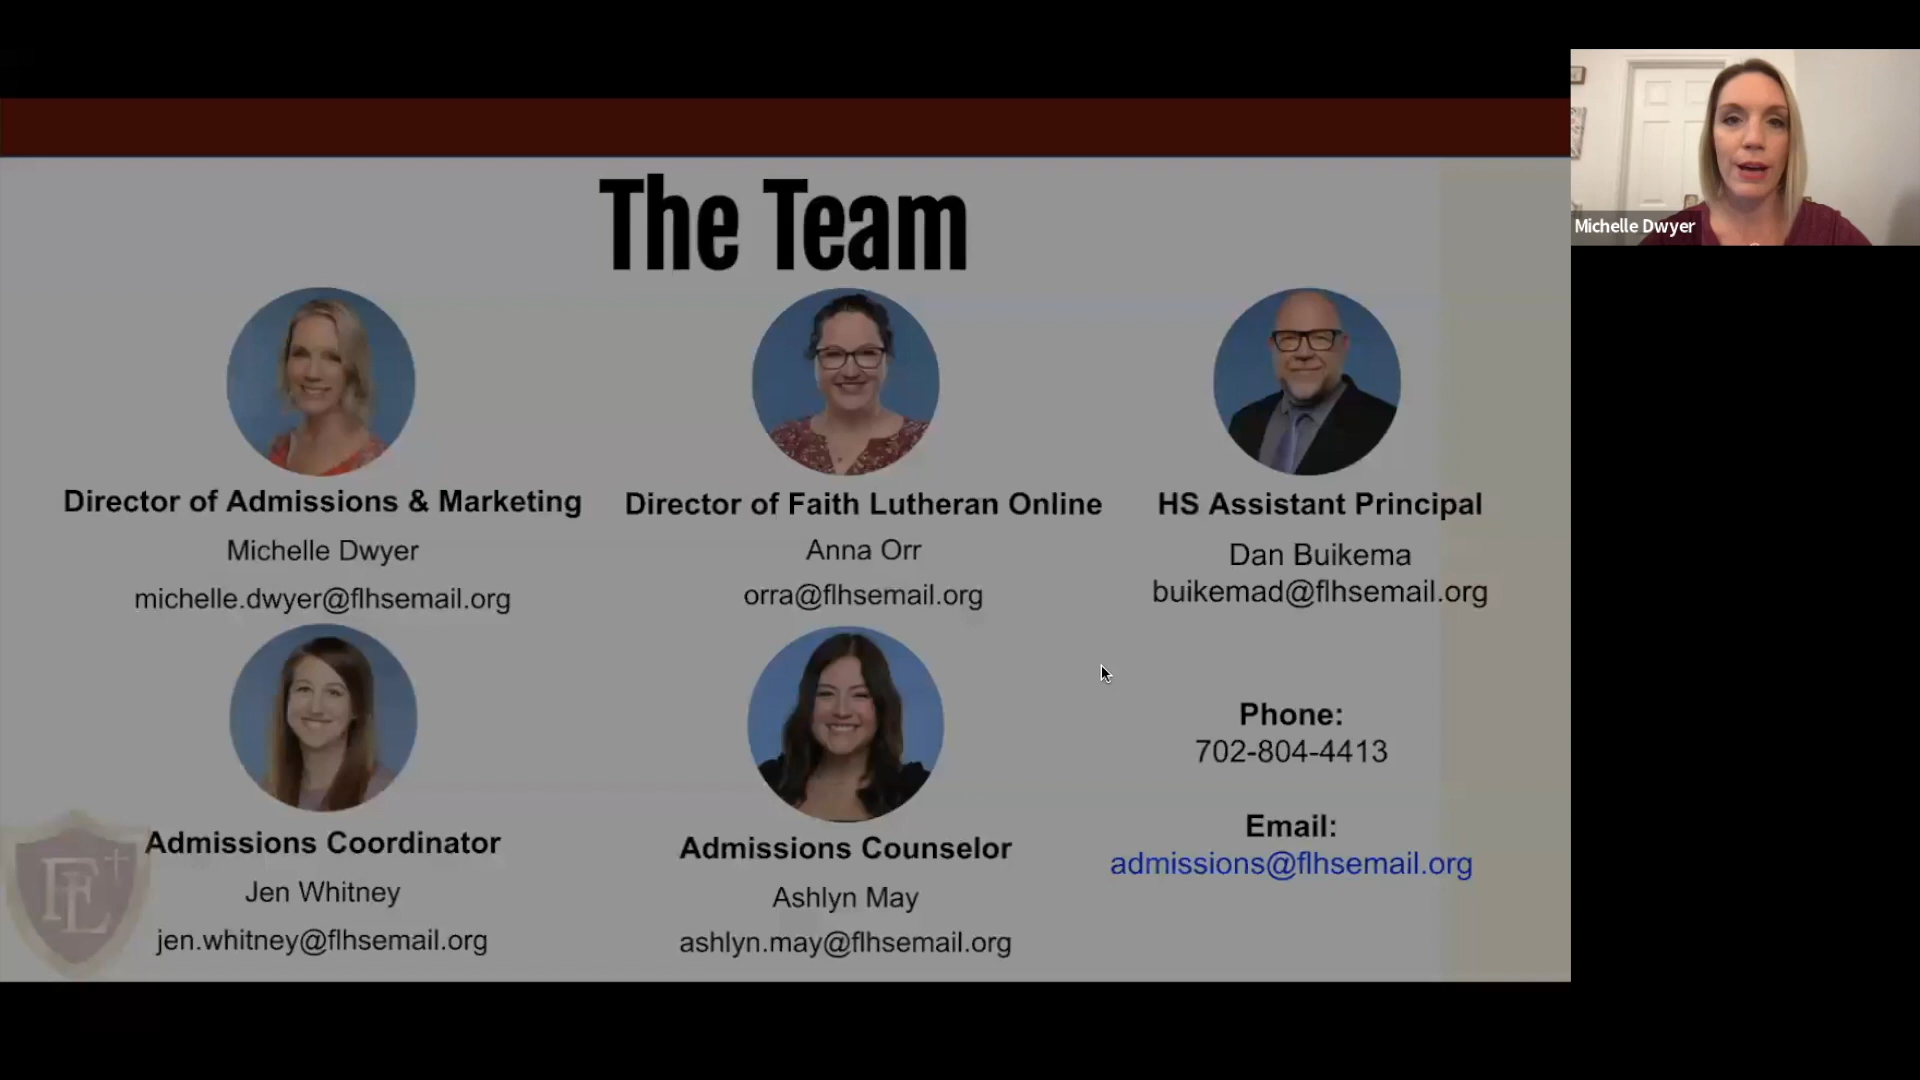 The Team
Michelle Dwyer
Director of Admissions & Marketing
Michelle Dwyer
michelle.dwyer@flhsemail.org
Director of Faith Lutheran Online
Anna Orr
orra@flhsemail.org
HS Assistant Principal
Dan Buikema
buikemad@flhsemail.org
Admissions Coordinator
Jen Whitney
jen.whitney@flhsemail.org
Admissions Counselor
Ashlyn May
ashlyn.may@flhsemail.org
Phone:
702-804-4413
Email:
admissions@flhsemail.org
FL